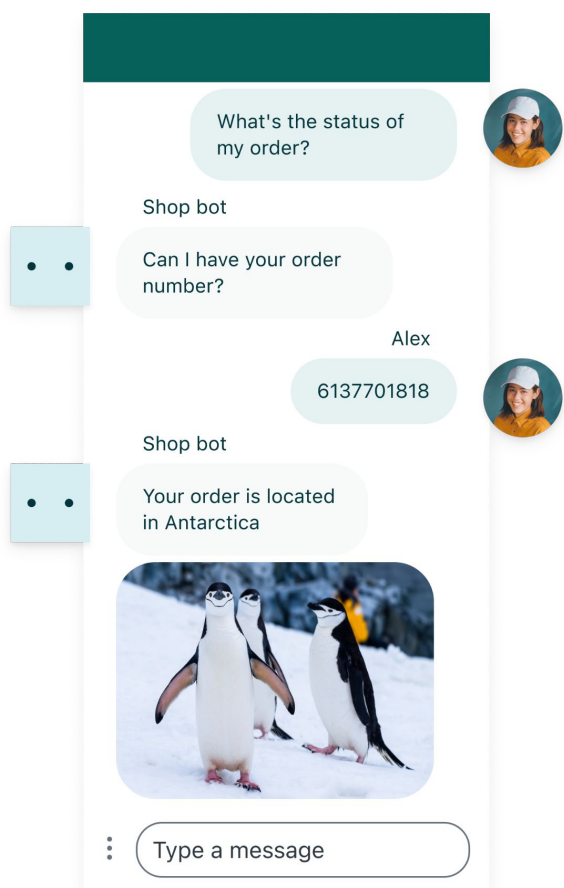 What's the status of
my order?
Shop bot
Can I have your order
number?
Alex
6137701818
Shop bot
Your order is located
in Antarctica
Type a message